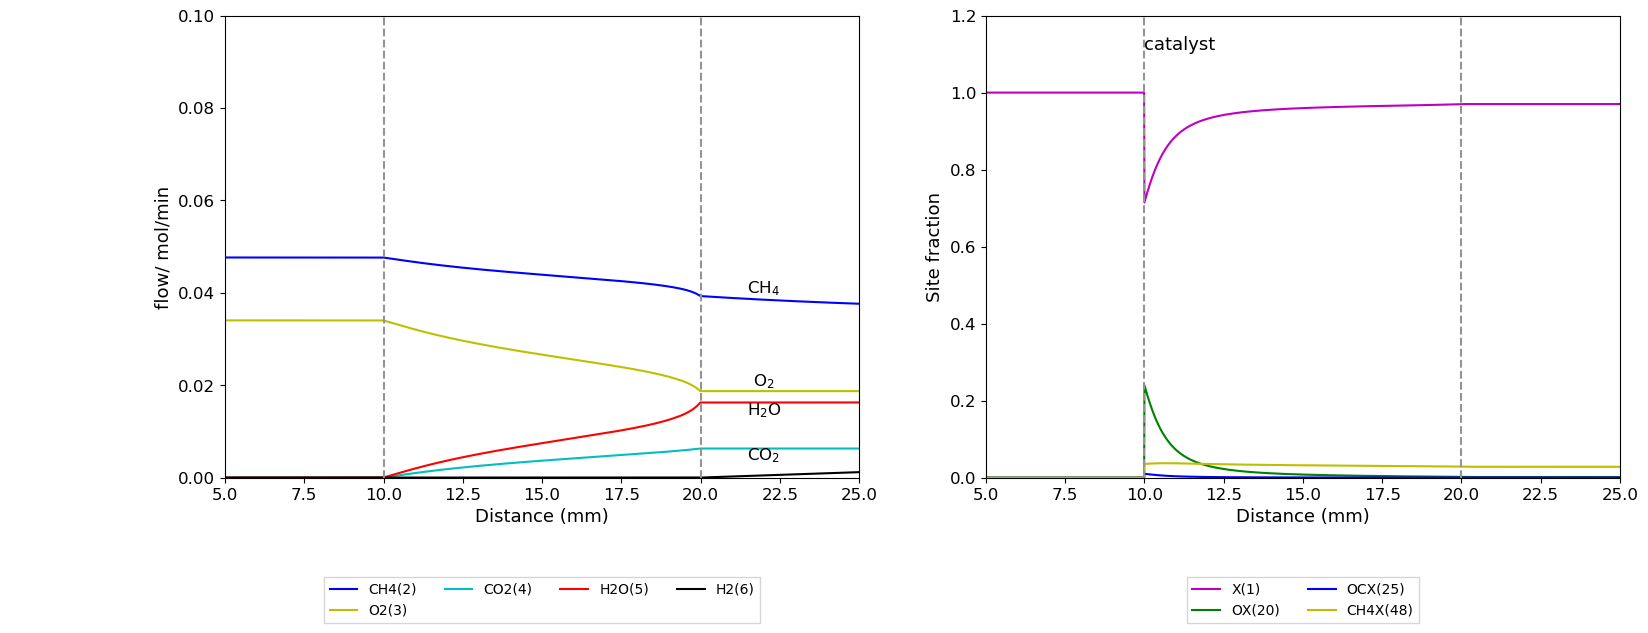 0.10
0.08
0.06
0.04
0.02
0.00
flow/ mol/min
CH₄
O₂
H₂O
CO₂
5.0 7.5 10.0 12.5 15.0 17.5 20.0 22.5 25.0
Distance (mm)
CH4(2) CO2(4) H2O(5) H2(6)
O2(3)
1.2
1.0
0.8
0.6
0.4
0.2
0.0
Site fraction
catalyst
5.0 7.5 10.0 12.5 15.0 17.5 20.0 22.5 25.0
Distance (mm)
X(1) OCX(25)
OX(20) CH4X(48)